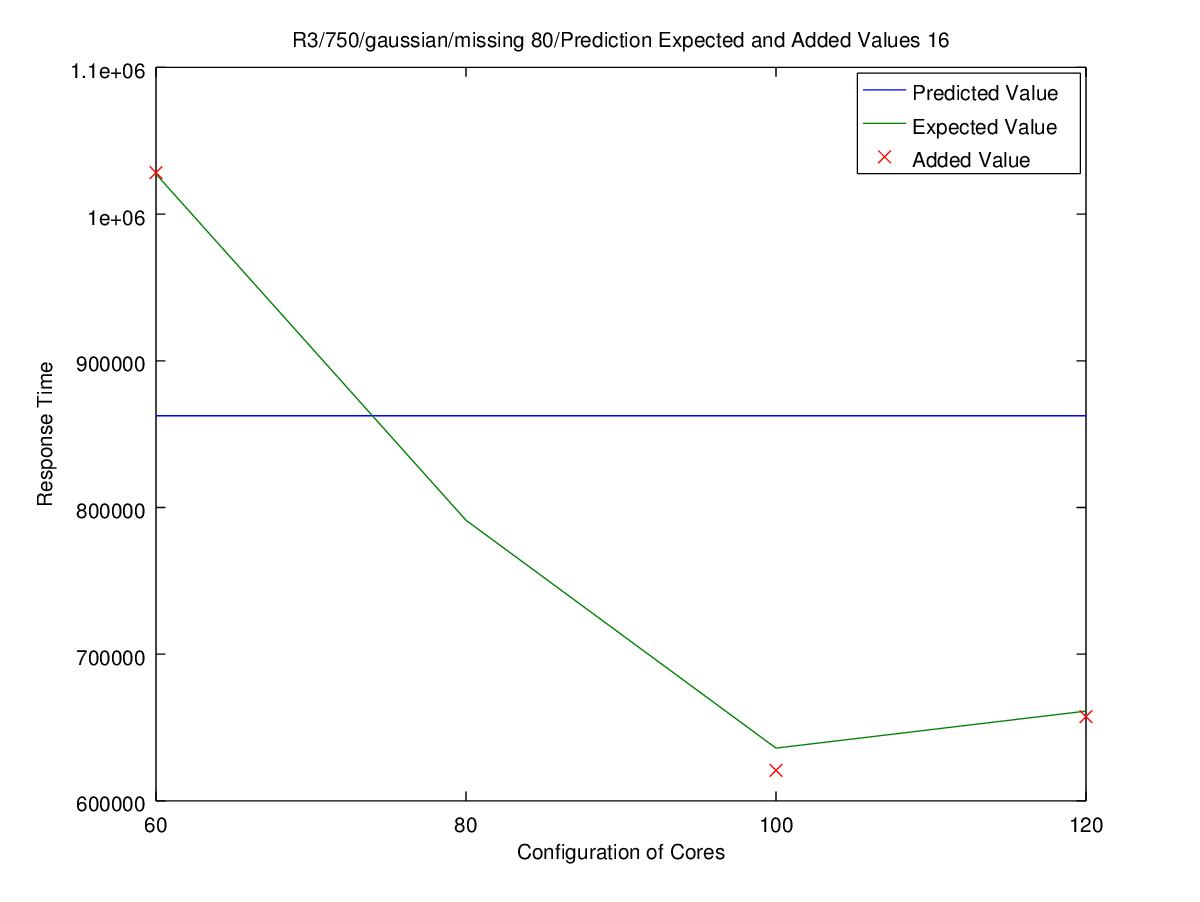 R3/750/gaussian/missing 80/Prediction Expected and Added Values 16
1.1e+06
1e+06
900000
800000
700000
600000
Response Time
Predicted Value
Expected Value
Added Value
60
80
100
120
Configuration of Cores